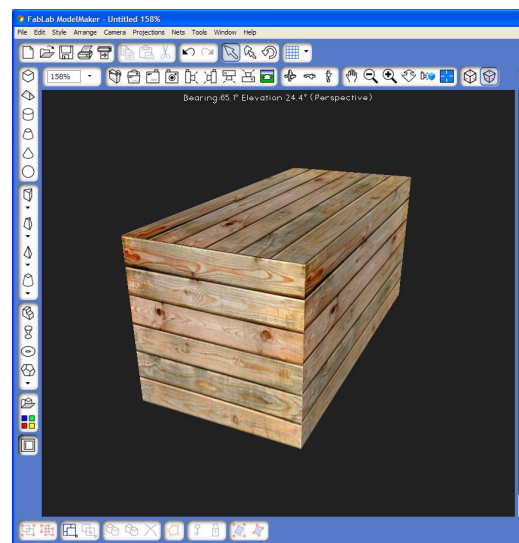 FabLab ModelMaker - Untitled 158%
File Edit Style Arrange Camera Projections Nets Tools Window Help
158%
Bearing:65.1° Elevation:24.4° (Perspective)